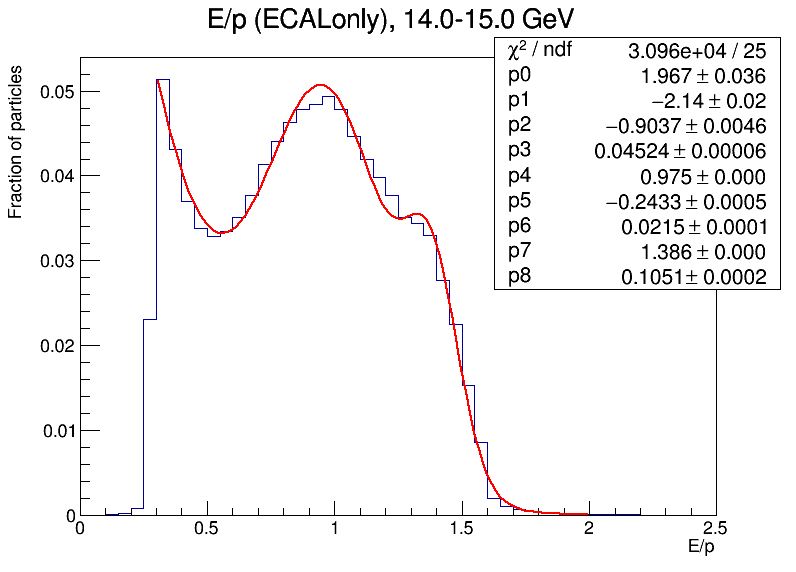 E/p (ECALonly), 14.0-15.0 GeV
χ² / ndf 3.096e+04 / 25
p0 1.967 ± 0.036
p1 −2.14 ± 0.02
p2 −0.9037 ± 0.0046
p3 0.04524 ± 0.00006
p4 0.975 ± 0.000
p5 −0.2433 ± 0.0005
p6 0.0215 ± 0.0001
p7 1.386 ± 0.000
p8 0.1051 ± 0.0002
Fraction of particles
0.05
0.04
0.03
0.02
0.01
0
0 0.5 1 1.5 2 2.5
E/p